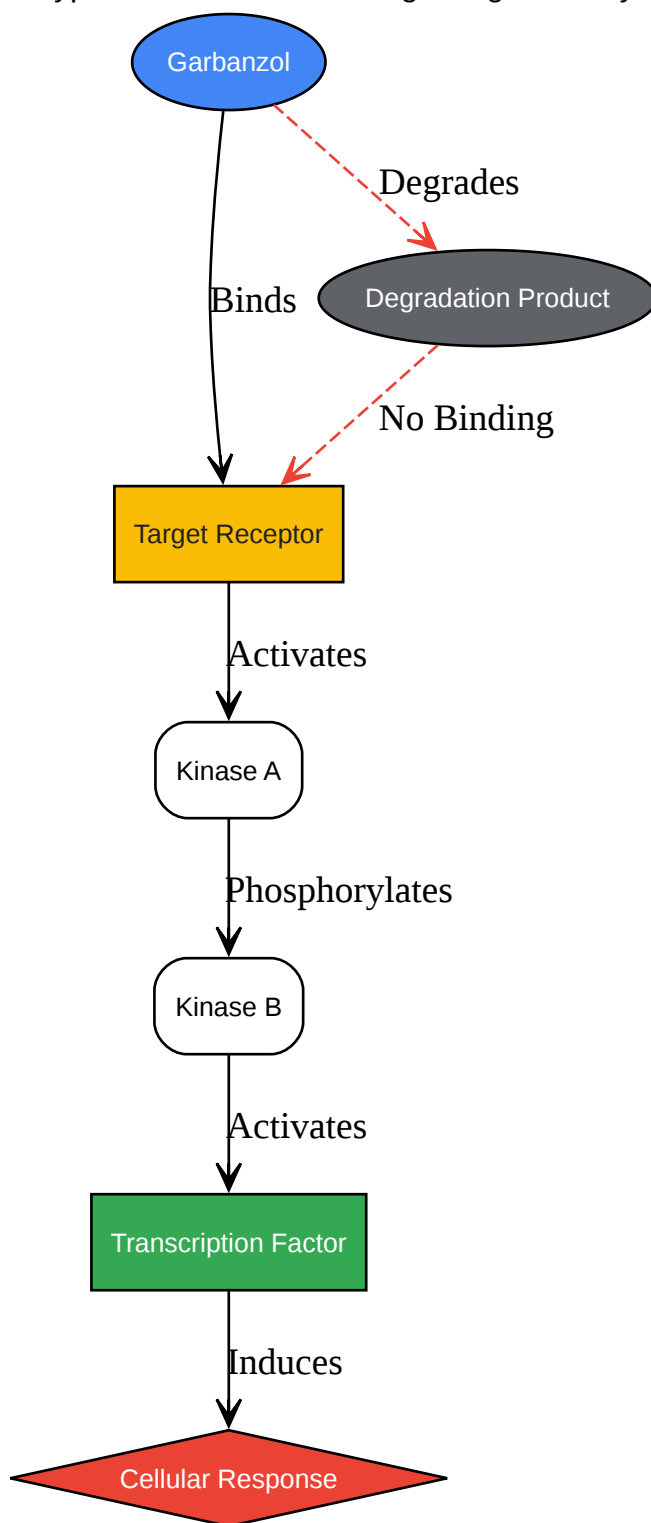 Garbanzol
Degrades
Binds
Degradation Product
No Binding
Target Receptor
Activates
Kinase A
Phosphorylates
Kinase B
Activates
Transcription Factor
Induces
Cellular Response